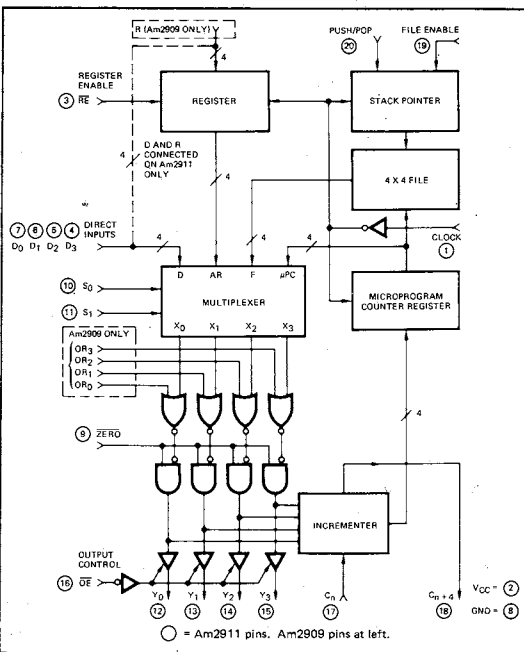 R (Am2909 ONLY)
PUSH/POP
20
FILE ENABLE
19
REGISTER
ENABLE
3 RE
4
REGISTER
STACK POINTER
D AND R
CONNECTED
ON Am2911
ONLY
4
4
4 X 4 FILE
7 6 5 4 DIRECT
D0 D1 D2 D3 INPUTS
4
4
4
CLOCK
1
D AR F μPC
MULTIPLEXER
X0 X1 X2 X3
10 S0
11 S1
MICROPROGRAM
COUNTER REGISTER
Am2909 ONLY
OR3
OR2
OR1
OR0
4
9 ZERO
INCREMENTER
OUTPUT
CONTROL
16 OE
Y0 Y1 Y2 Y3
12 13 14 15
Cn
17
Cn+4
18
VCC = 2
GND = 8
= Am2911 pins. Am2909 pins at left.